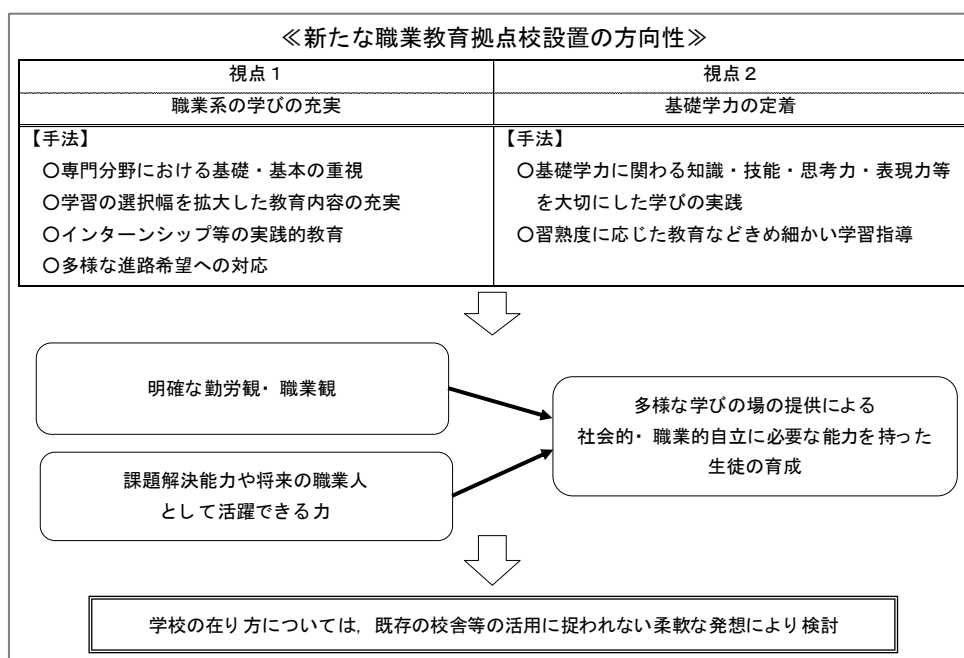 ≪新たな職業教育拠点校設置の方向性≫
視点１
視点２
職業系の学びの充実
基礎学力の定着
【手法】
○専門分野における基礎・基本の重視
○学習の選択幅を拡大した教育内容の充実
○インターンシップ等の実践的教育
○多様な進路希望への対応
【手法】
○基礎学力に関わる知識・技能・思考力・表現力等
を大切にした学びの実践
○習熟度に応じた教育などきめ細かい学習指導
明確な勤労観・職業観
課題解決能力や将来の職業人
として活躍できる力
多様な学びの場の提供による
社会的・職業的自立に必要な能力を持った
生徒の育成
学校の在り方については，既存の校舎等の活用に捉われない柔軟な発想により検討